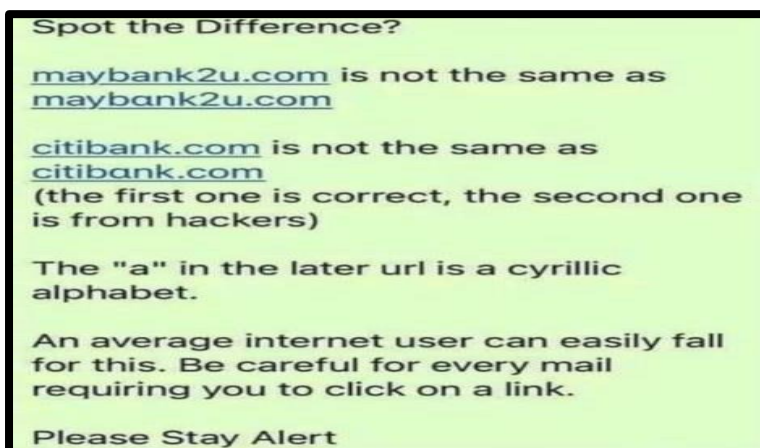 Spot the Difference?
maybank2u.com is not the same as
maybɑnk2u.com
citibank.com is not the same as
citibɑnk.com
(the first one is correct, the second one
is from hackers)
The "a" in the later url is a cyrillic
alphabet.
An average internet user can easily fall
for this. Be careful for every mail
requiring you to click on a link.
Please Stay Alert